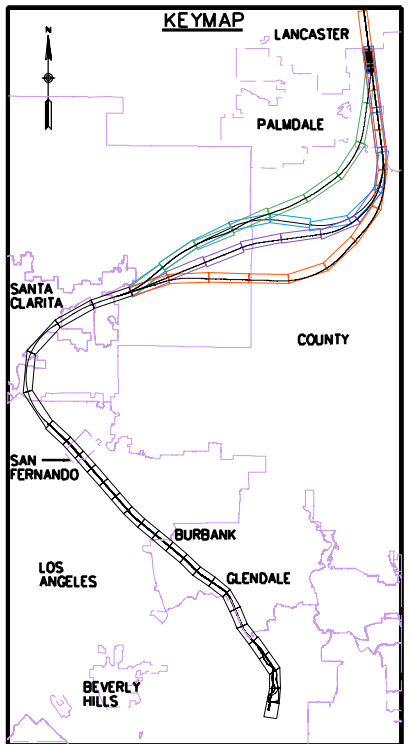 KEYMAP
N
LANCASTER
PALMDALE
SANTA
CLARITA
COUNTY
SAN
FERNANDO
BURBANK
LOS
ANGELES
GLENDALE
BEVERLY
HILLS